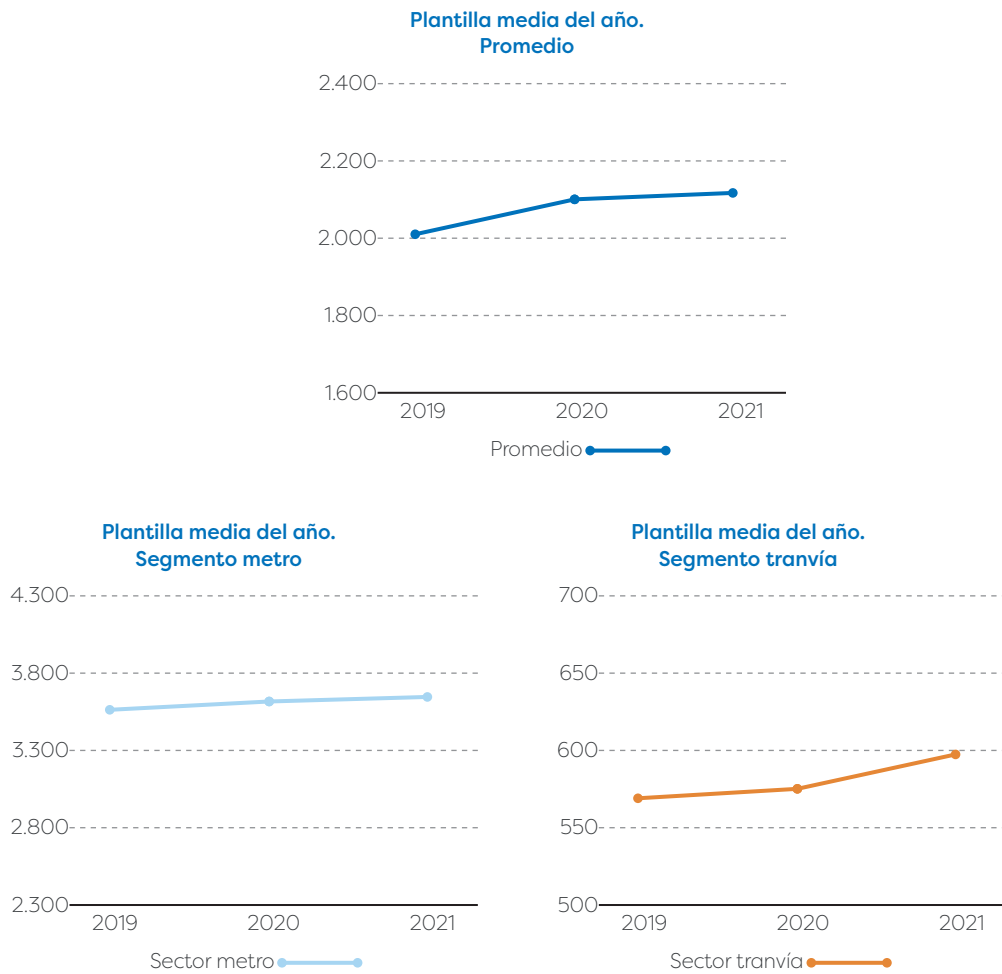 Plantilla media del año.
Promedio
2.400
2.200
2.000
1.800
1.600
2019 2020 2021
Promedio
Plantilla media del año.
Segmento metro
4.300
3.800
3.300
2.800
2.300
2019 2020 2021
Sector metro
Plantilla media del año.
Segmento tranvía
700
650
600
550
500
2019 2020 2021
Sector tranvía